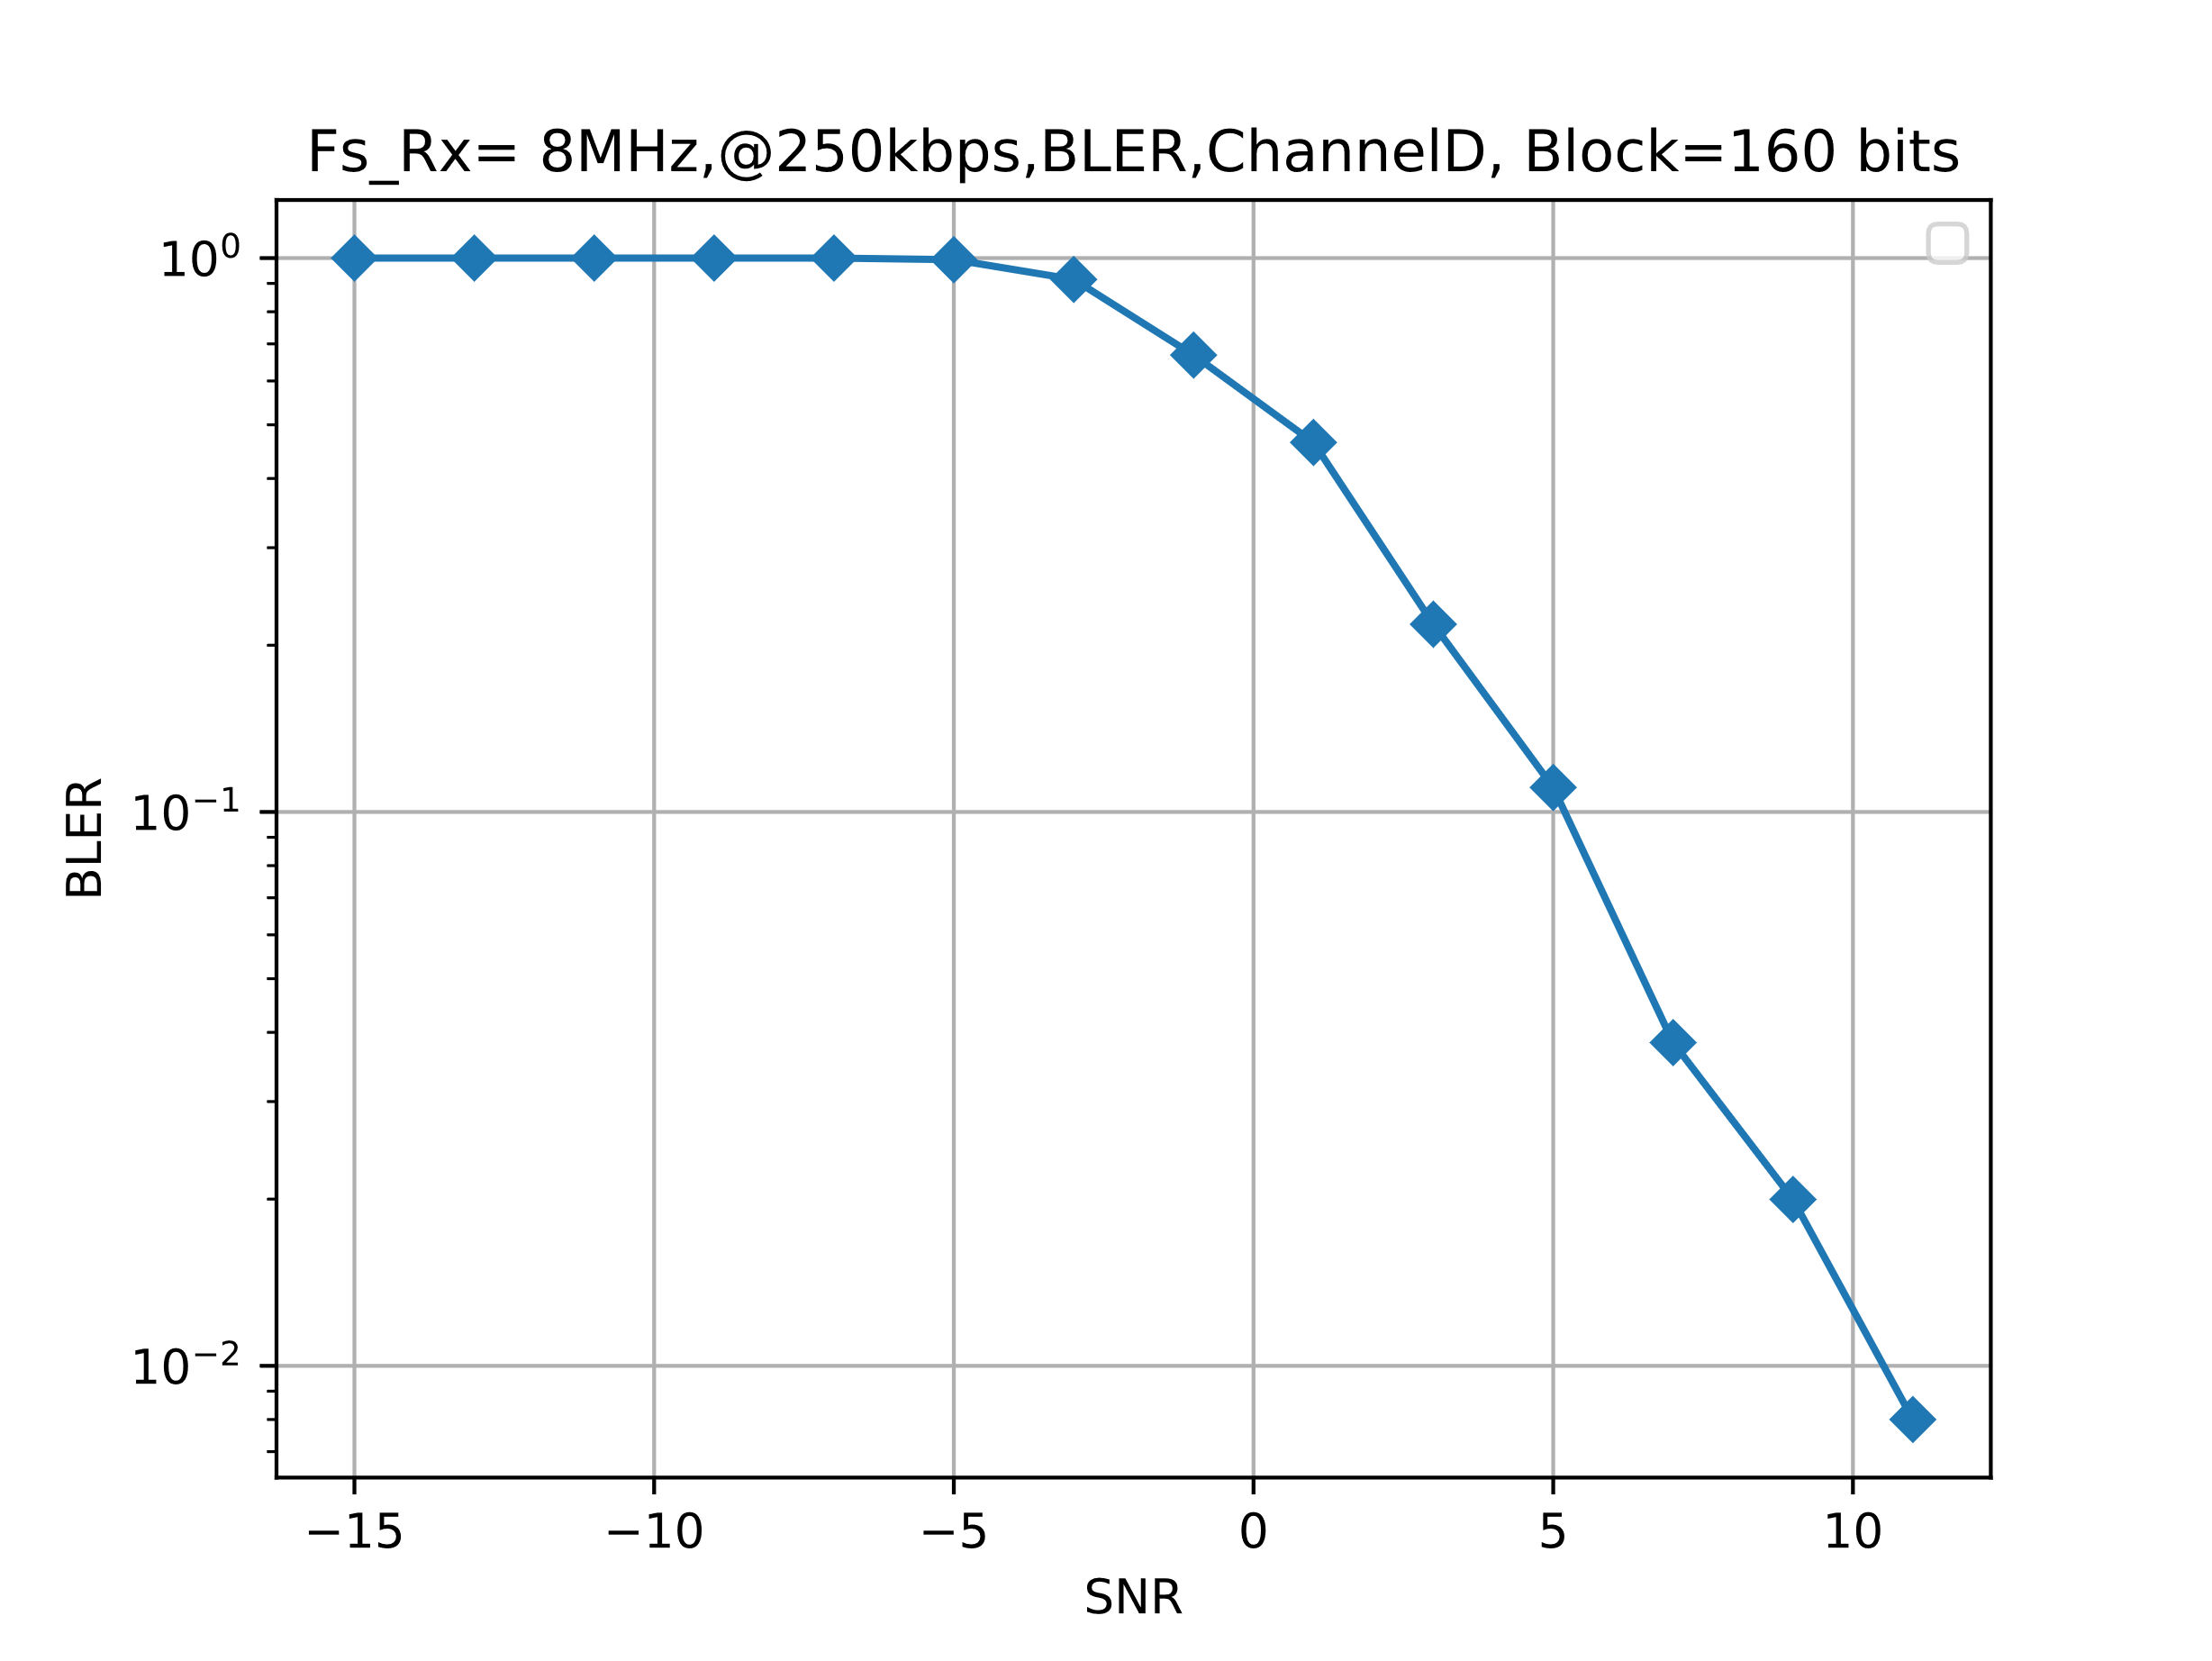 Fs_Rx= 8MHz,@250kbps,BLER,ChannelD, Block=160 bits
10⁰
10⁻¹
10⁻²
BLER
−15 −10 −5 0 5 10
SNR